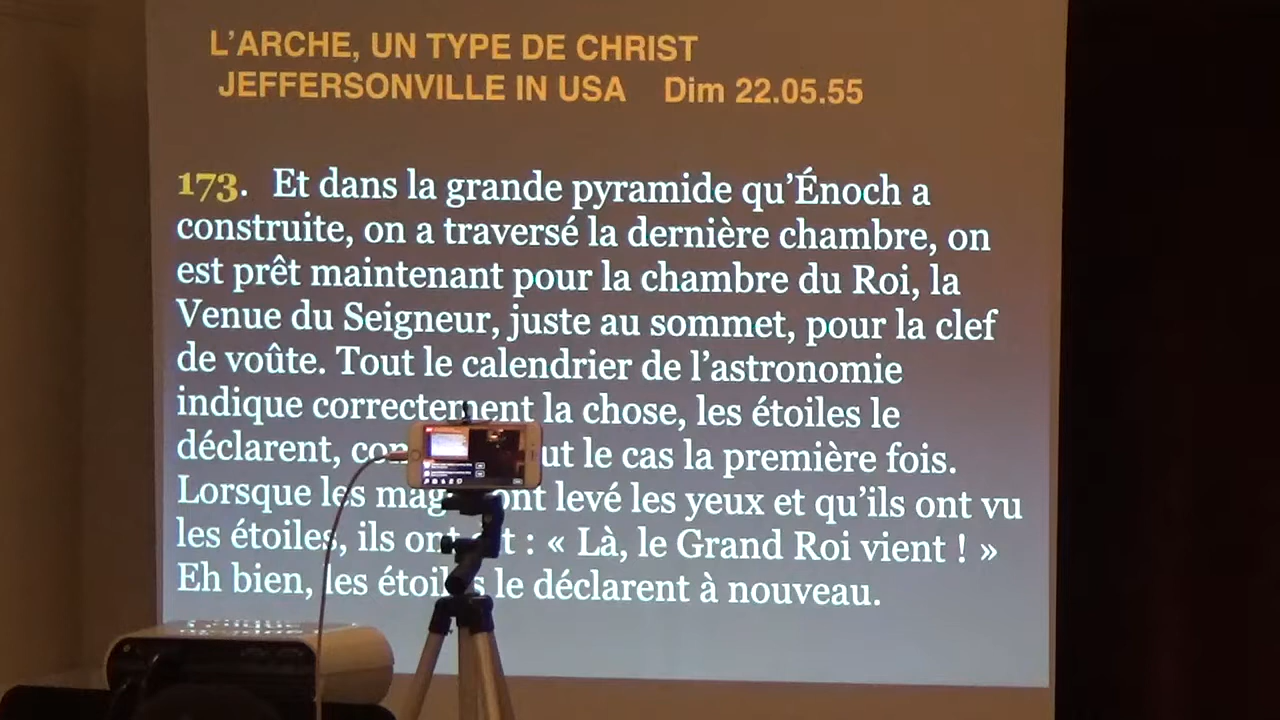 L'ARCHE, UN TYPE DE CHRIST
JEFFERSONVILLE IN USA Dim 22.05.55
173. Et dans la grande pyramide qu'Énoch a
construite, on a traversé la dernière chambre, on
est prêt maintenant pour la chambre du Roi, la
Venue du Seigneur, juste au sommet, pour la clef
de voûte. Tout le calendrier de l'astronomie
indique correctement la chose, les étoiles le
déclarent, ut le cas la première fois.
Lorsque les ont levé les yeux et qu'ils ont vu
les étoiles, ils ont : « Là, le Grand Roi vient ! »
Eh bien, les étoiles le déclarent à nouveau.